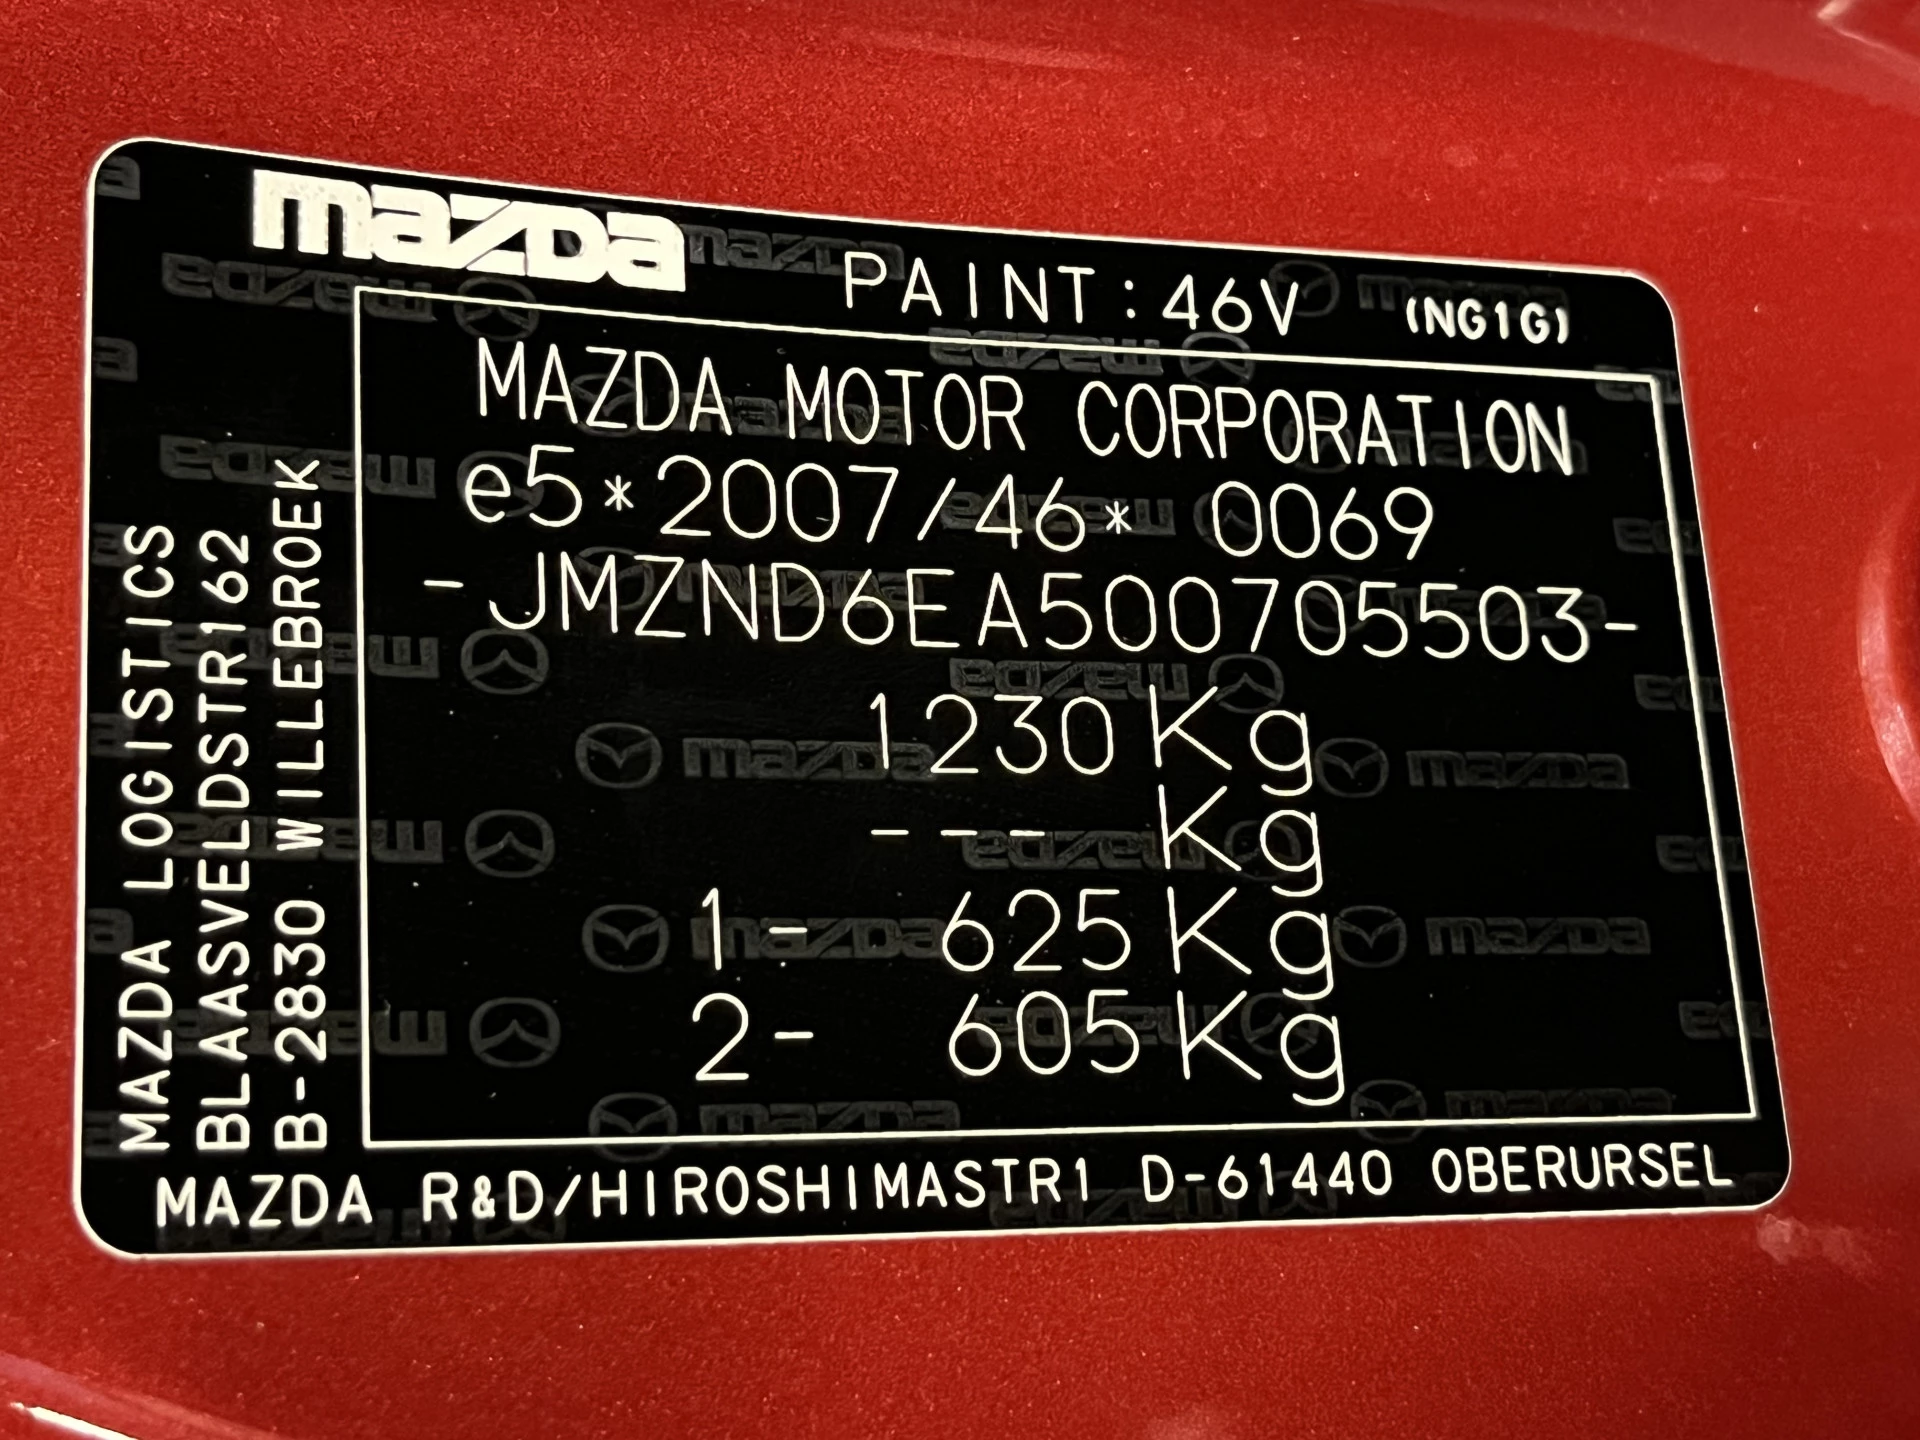 mazda
PAINT:46V (NG1G)
MAZDA MOTOR CORPORATION
e5*2007/46* 0069
-JMZND6EA500705503-
1230Kg
--- Kg
1- 625Kg
2- 605Kg
MAZDA LOGISTICS
BLAASVELDSTR162
B-2830 WILLEBROEK
MAZDA R&D/HIROSHIMASTR1 D-61440 OBERURSEL